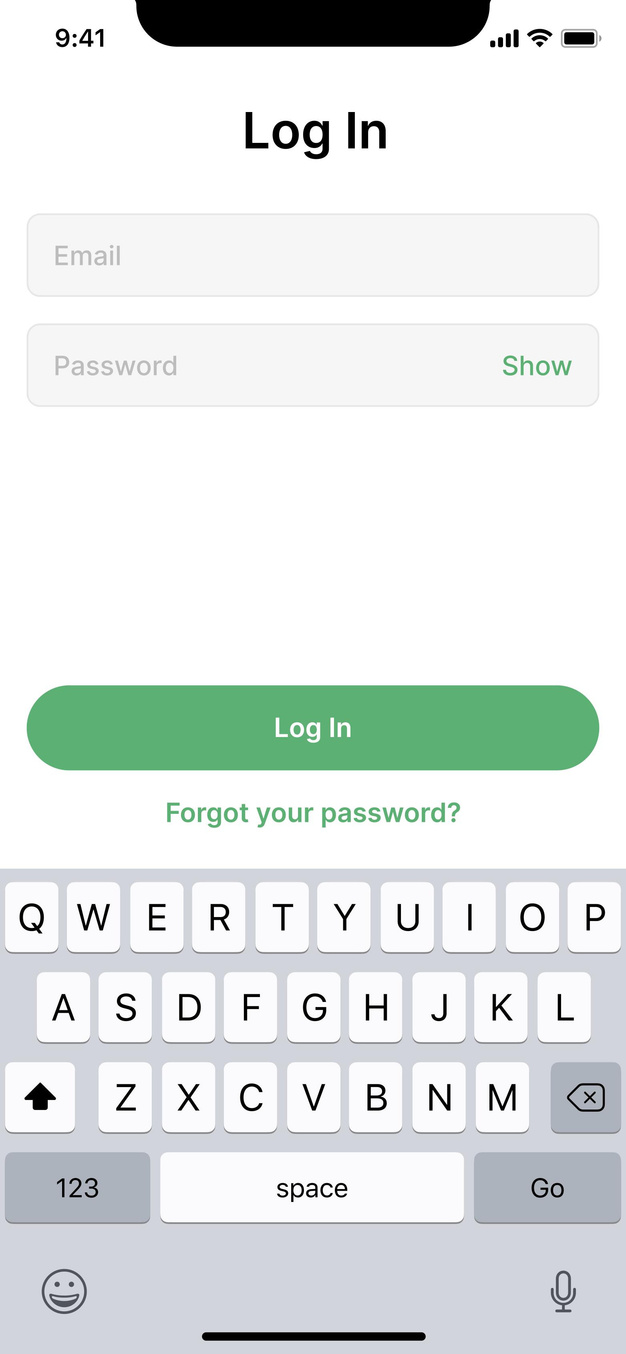 9:41
Log In
Email
Password Show
Log In
Forgot your password?
Q W E R T Y U I O P
A S D F G H J K L
Z X C V B N M
123 space Go